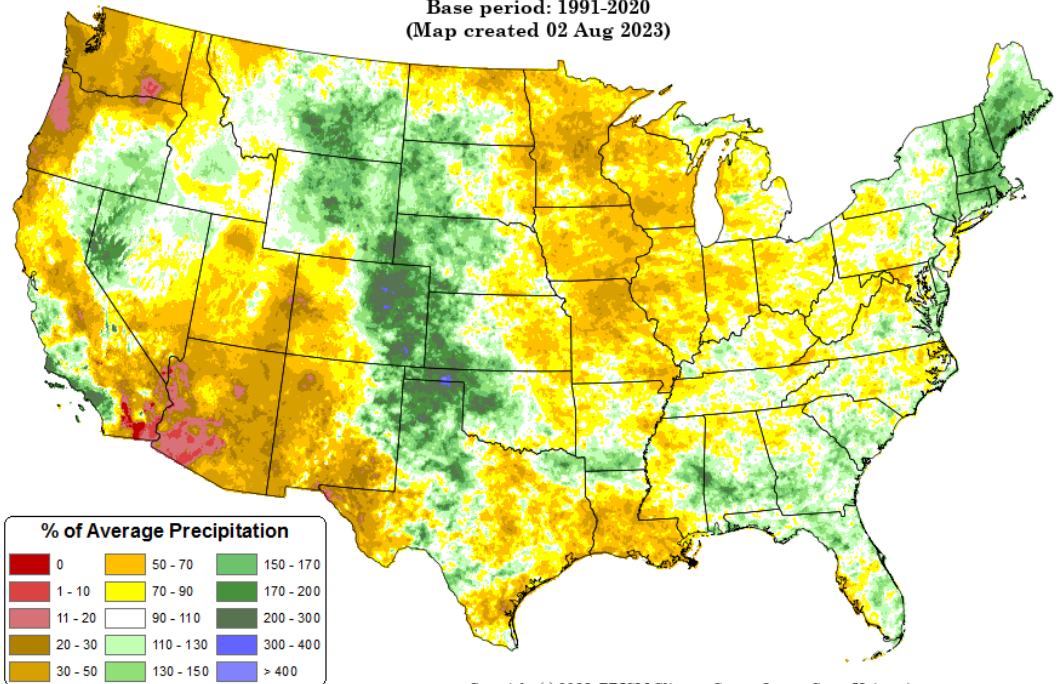 Base period: 1991-2020
(Map created 02 Aug 2023)
% of Average Precipitation
0
50 - 70
150 - 170
1 - 10
70 - 90
170 - 200
11 - 20
90 - 110
200 - 300
20 - 30
110 - 130
300 - 400
30 - 50
130 - 150
> 400